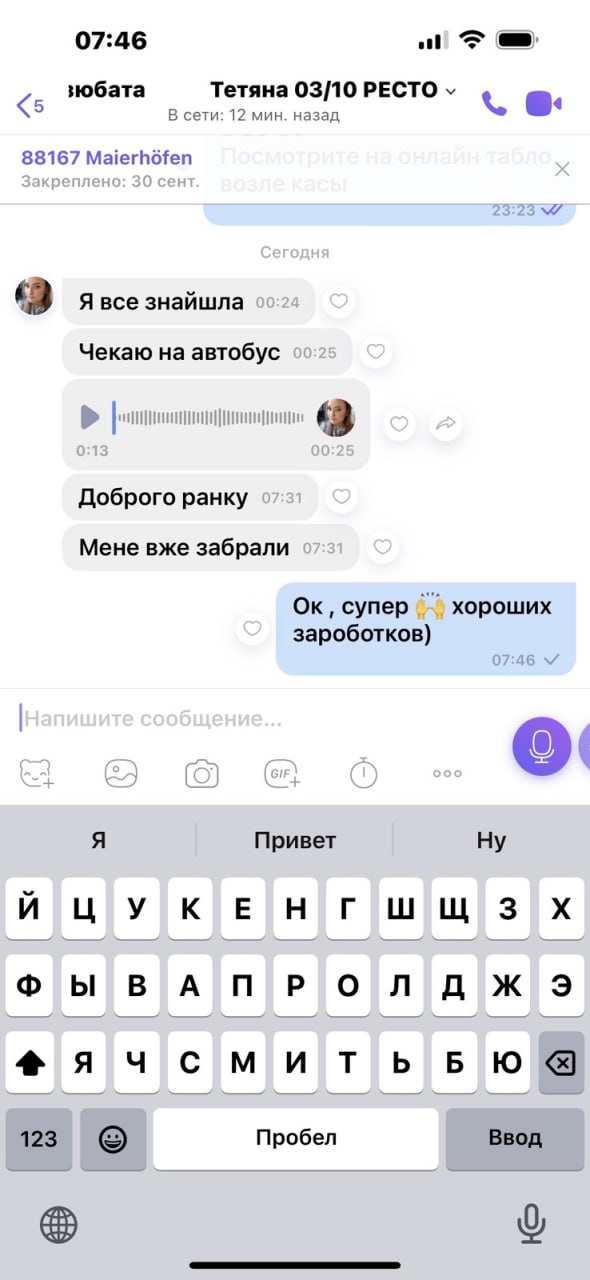 07:46
5
зюбата
Тетяна 03/10 РЕСТО
В сети: 12 мин. назад
88167 Maierhöfen
Закреплено: 30 сент.
Посмотрите на онлайн табло
возле касы
23:23
Сегодня
Я все знайшла 00:24
Чекаю на автобус 00:25
0:13 00:25
Доброго ранку 07:31
Мене вже забрали 07:31
Ок , супер 🙌 хороших
зароботков)
07:46
Напишите сообщение...
GIF
Я Привет Ну
Й Ц У К Е Н Г Ш Щ З Х
Ф Ы В А П Р О Л Д Ж Э
Я Ч С М И Т Ь Б Ю
123 Пробел Ввод